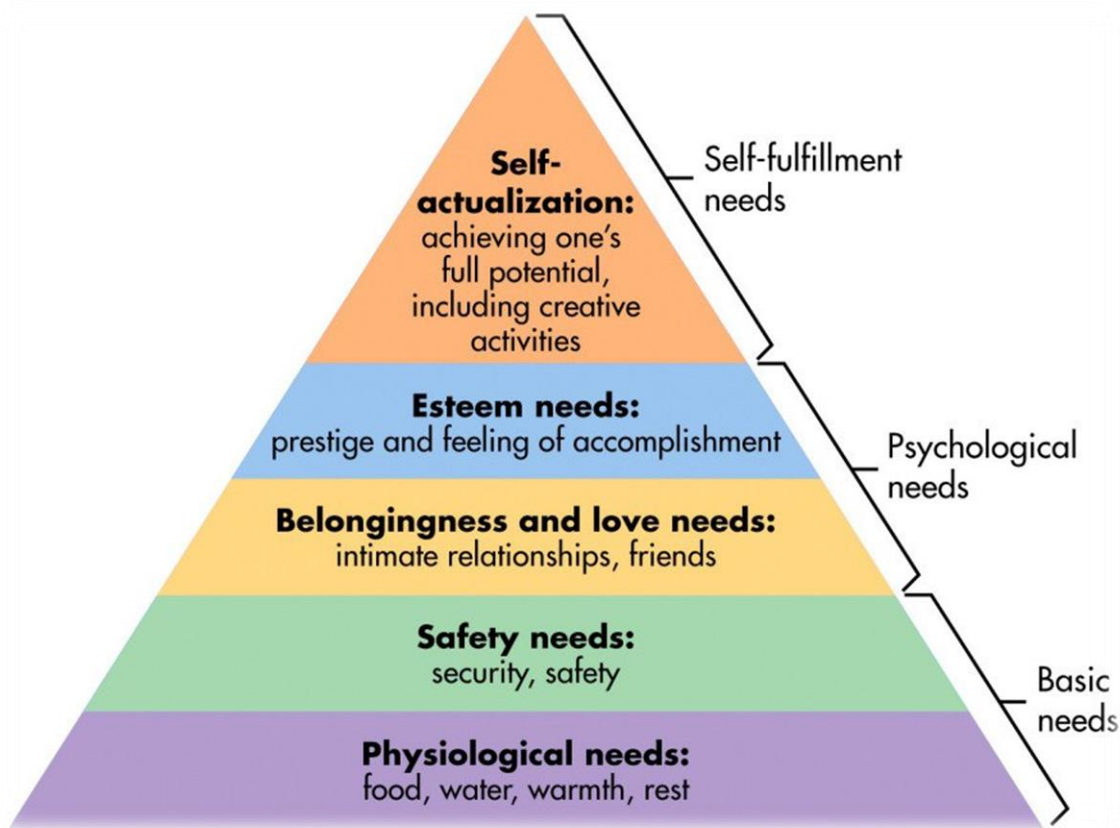 Self-
actualization:
achieving one's
full potential,
including creative
activities
Self-fulfillment
needs
Esteem needs:
prestige and feeling of accomplishment
Psychological
needs
Belongingness and love needs:
intimate relationships, friends
Safety needs:
security, safety
Basic
needs
Physiological needs:
food, water, warmth, rest